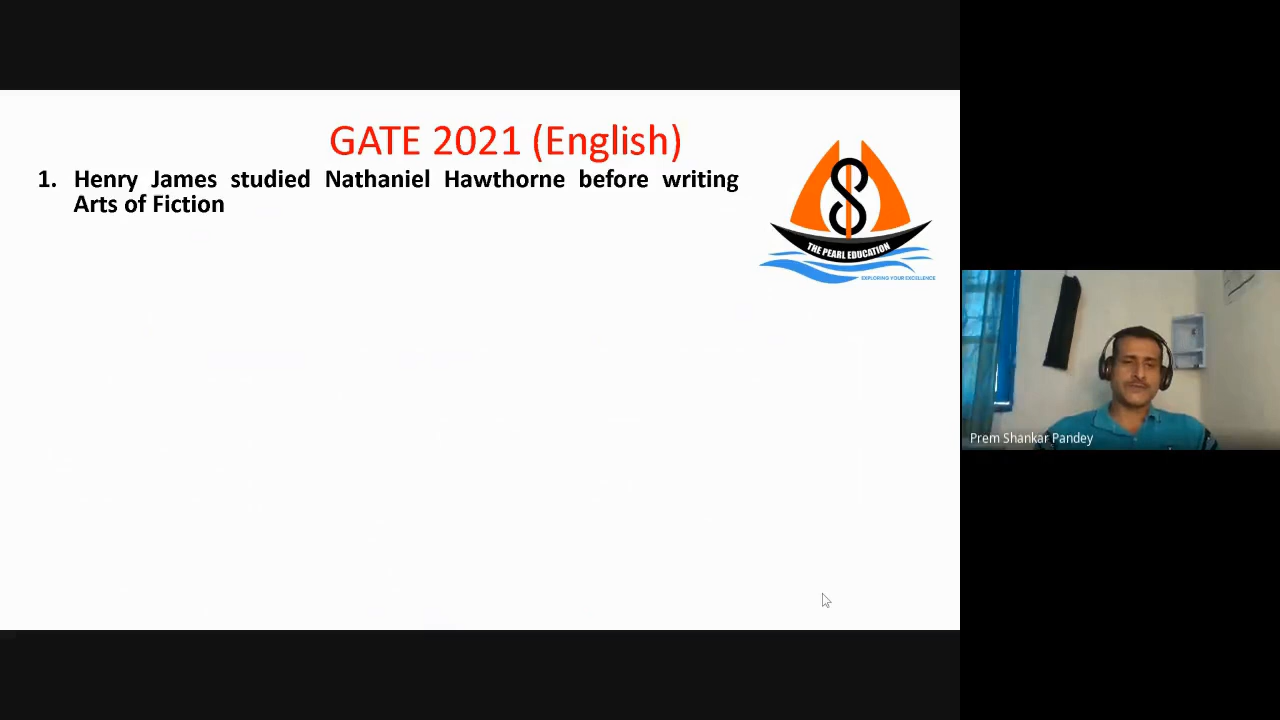 GATE 2021 (English)
1. Henry James studied Nathaniel Hawthorne before writing
Arts of Fiction
THE PEARL EDUCATION
EXPLORING YOUR EXCELLENCE
Prem Shankar Pandey